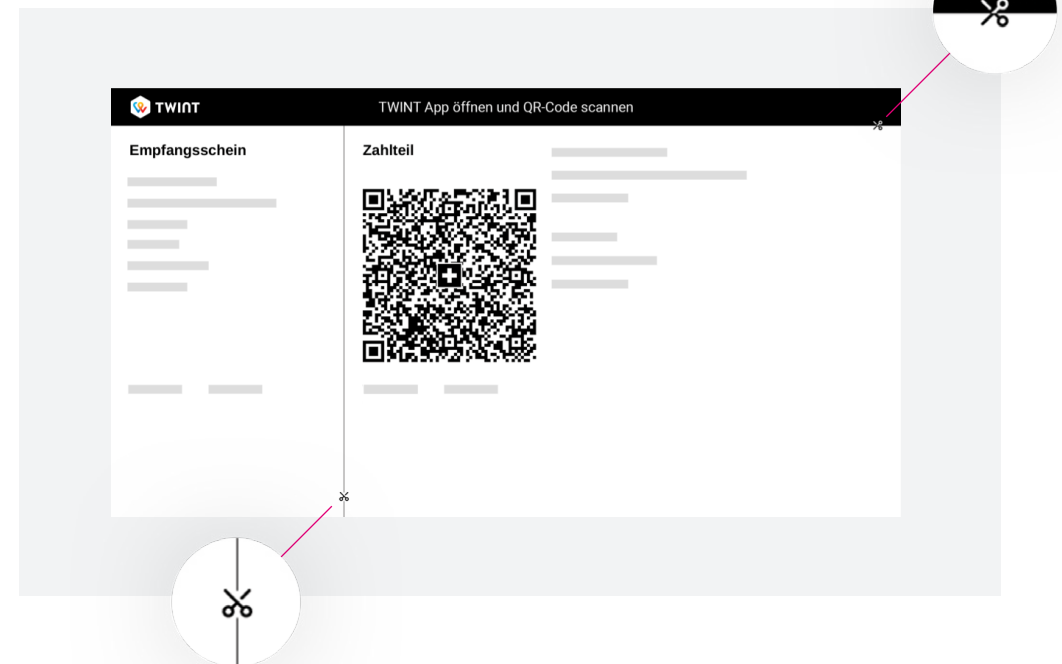 TWINT
TWINT App öffnen und QR-Code scannen
Empfangsschein
Zahlteil